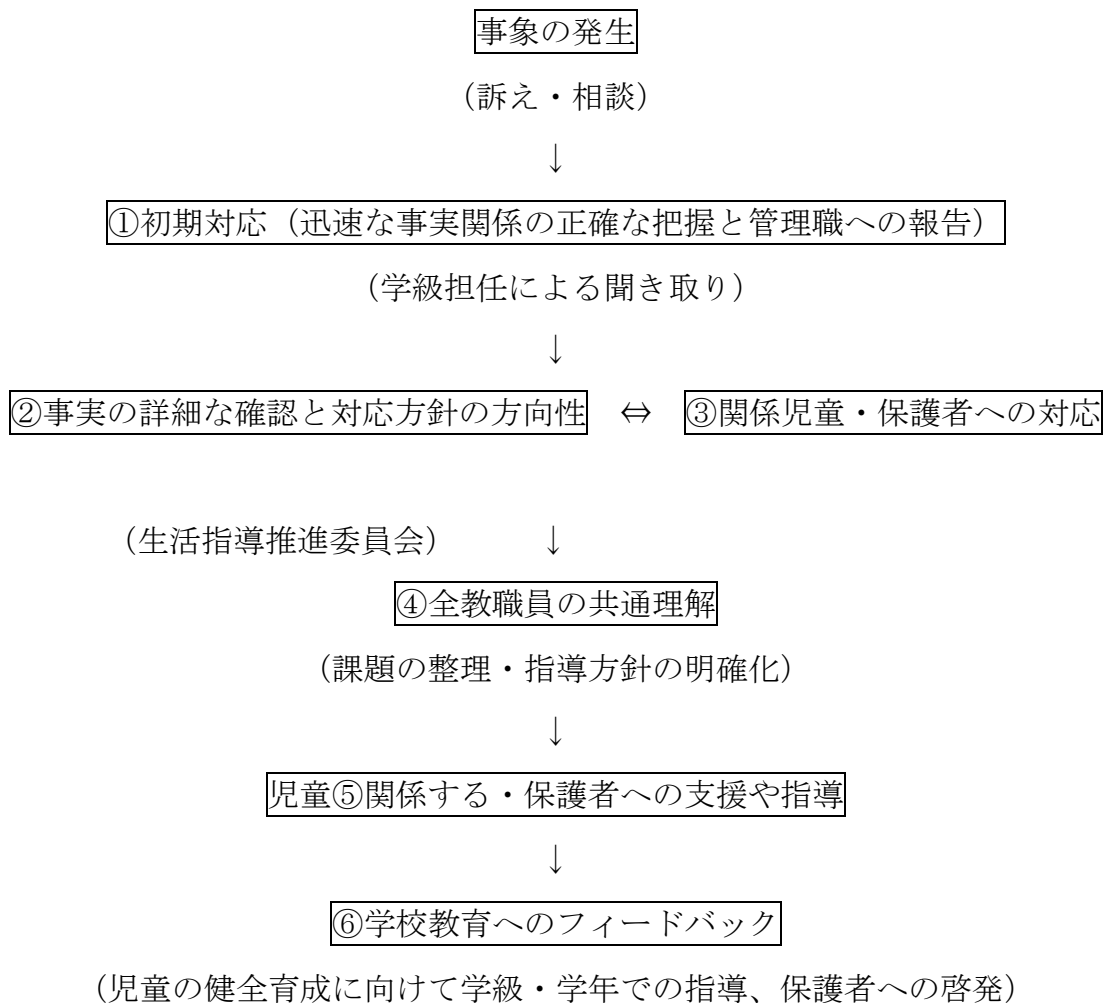 事象の発生
（訴え・相談）
↓
①初期対応（迅速な事実関係の正確な把握と管理職への報告）
（学級担任による聞き取り）
↓
②事実の詳細な確認と対応方針の方向性 ⇔ ③関係児童・保護者への対応
（生活指導推進委員会） ↓
④全教職員の共通理解
（課題の整理・指導方針の明確化）
↓
児童⑤関係する・保護者への支援や指導
↓
⑥学校教育へのフィードバック
（児童の健全育成に向けて学級・学年での指導、保護者への啓発）